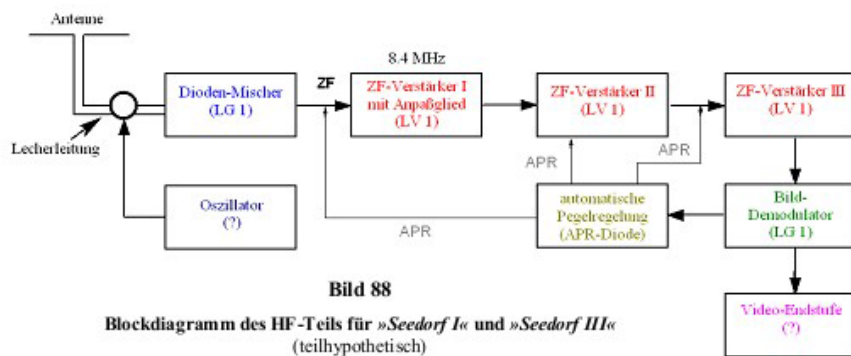 Antenne
8.4 MHz
Dioden-Mischer
(LG 1)
ZF
ZF-Verstärker I
mit Anpaßglied
(LV 1)
ZF-Verstärker II
(LV 1)
ZF-Verstärker III
(LV 1)
Lecherleitung
APR
APR
Oszillator
(?)
APR
automatische
Pegelregelung
(APR-Diode)
Bild-
Demodulator
(LG 1)
Bild 88
Blockdiagramm des HF-Teils für »Seedorf I« und »Seedorf III«
(teilhypothetisch)
Video-Endstufe
(?)